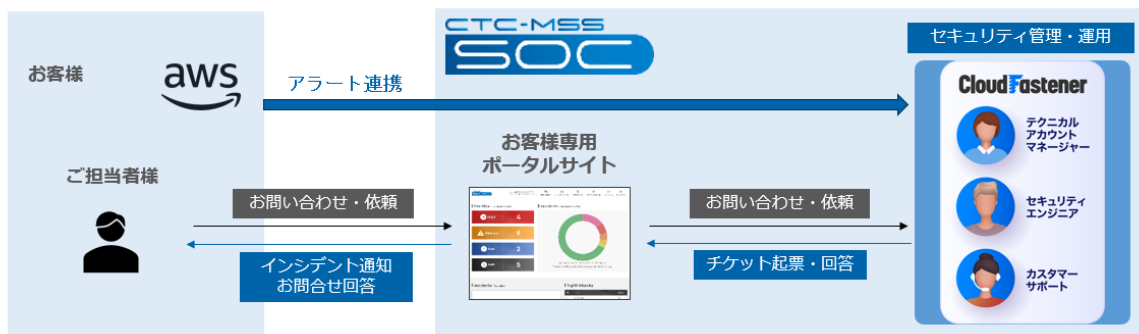 CTC-MSS
SOC
セキュリティ管理・運用
お客様
aws
アラート連携
CloudFastener
テクニカル
アカウント
マネージャー
お客様専用
ポータルサイト
ご担当者様
お問い合わせ・依頼
お問い合わせ・依頼
セキュリティ
エンジニア
インシデント通知
お問合せ回答
チケット起票・回答
カスタマー
サポート